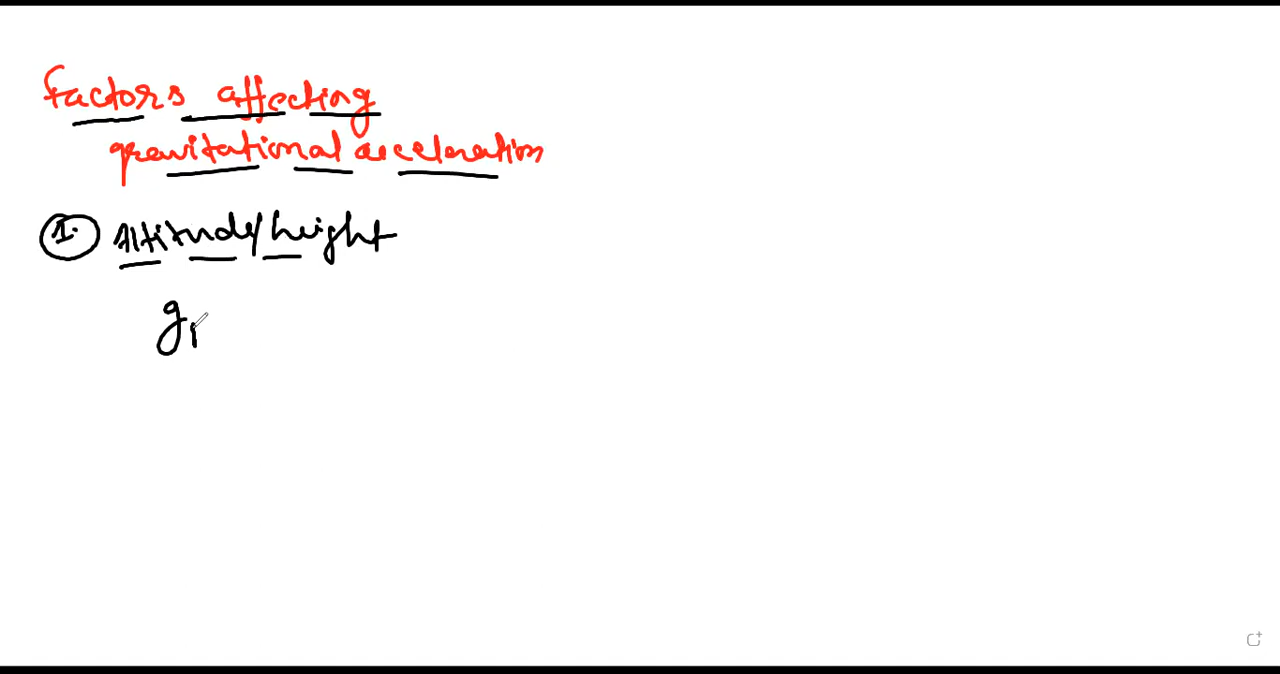 Factors affecting
gravitational acceleration
1. Altitude/height
g